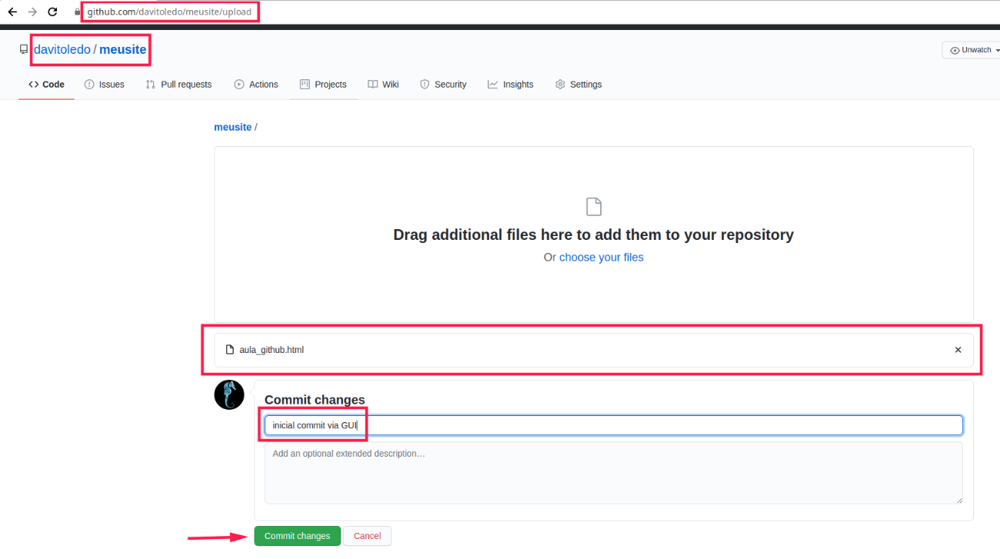 github.com/davitoledo/meusite/upload
davitoledo / meusite
Unwatch
Code Issues Pull requests Actions Projects Wiki Security Insights Settings
meusite /
Drag additional files here to add them to your repository
Or choose your files
aula_github.html
Commit changes
inicial commit via GUI
Add an optional extended description…
Commit changes Cancel